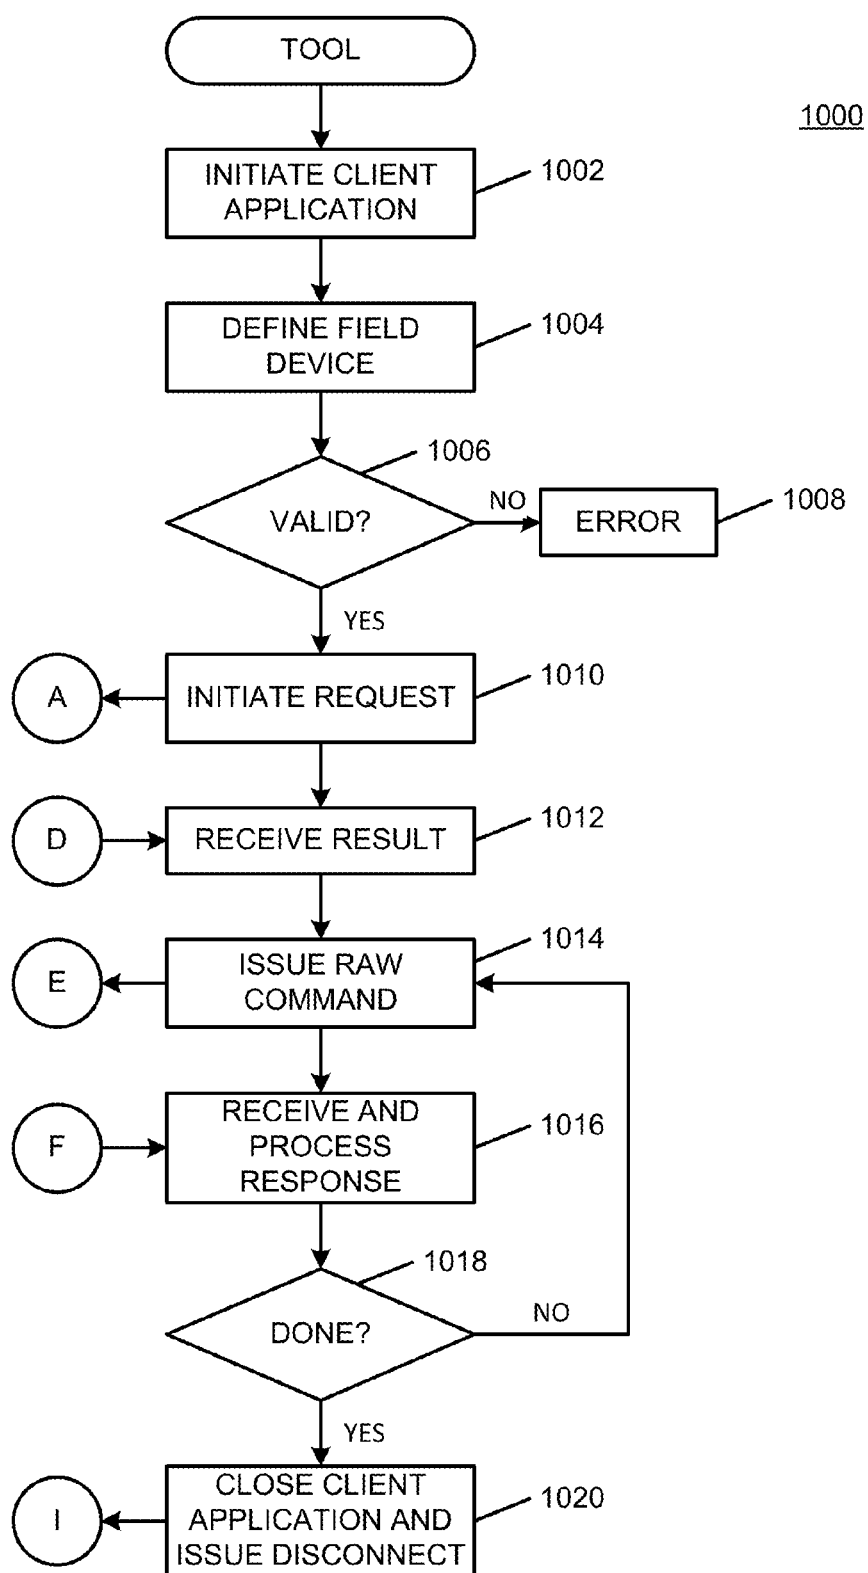 TOOL
1000
INITIATE CLIENT
APPLICATION
1002
DEFINE FIELD
DEVICE
1004
1006
VALID?
NO
ERROR
1008
YES
A
INITIATE REQUEST
1010
D
RECEIVE RESULT
1012
E
ISSUE RAW
COMMAND
1014
F
RECEIVE AND
PROCESS
RESPONSE
1016
1018
DONE?
NO
YES
I
CLOSE CLIENT
APPLICATION AND
ISSUE DISCONNECT
1020